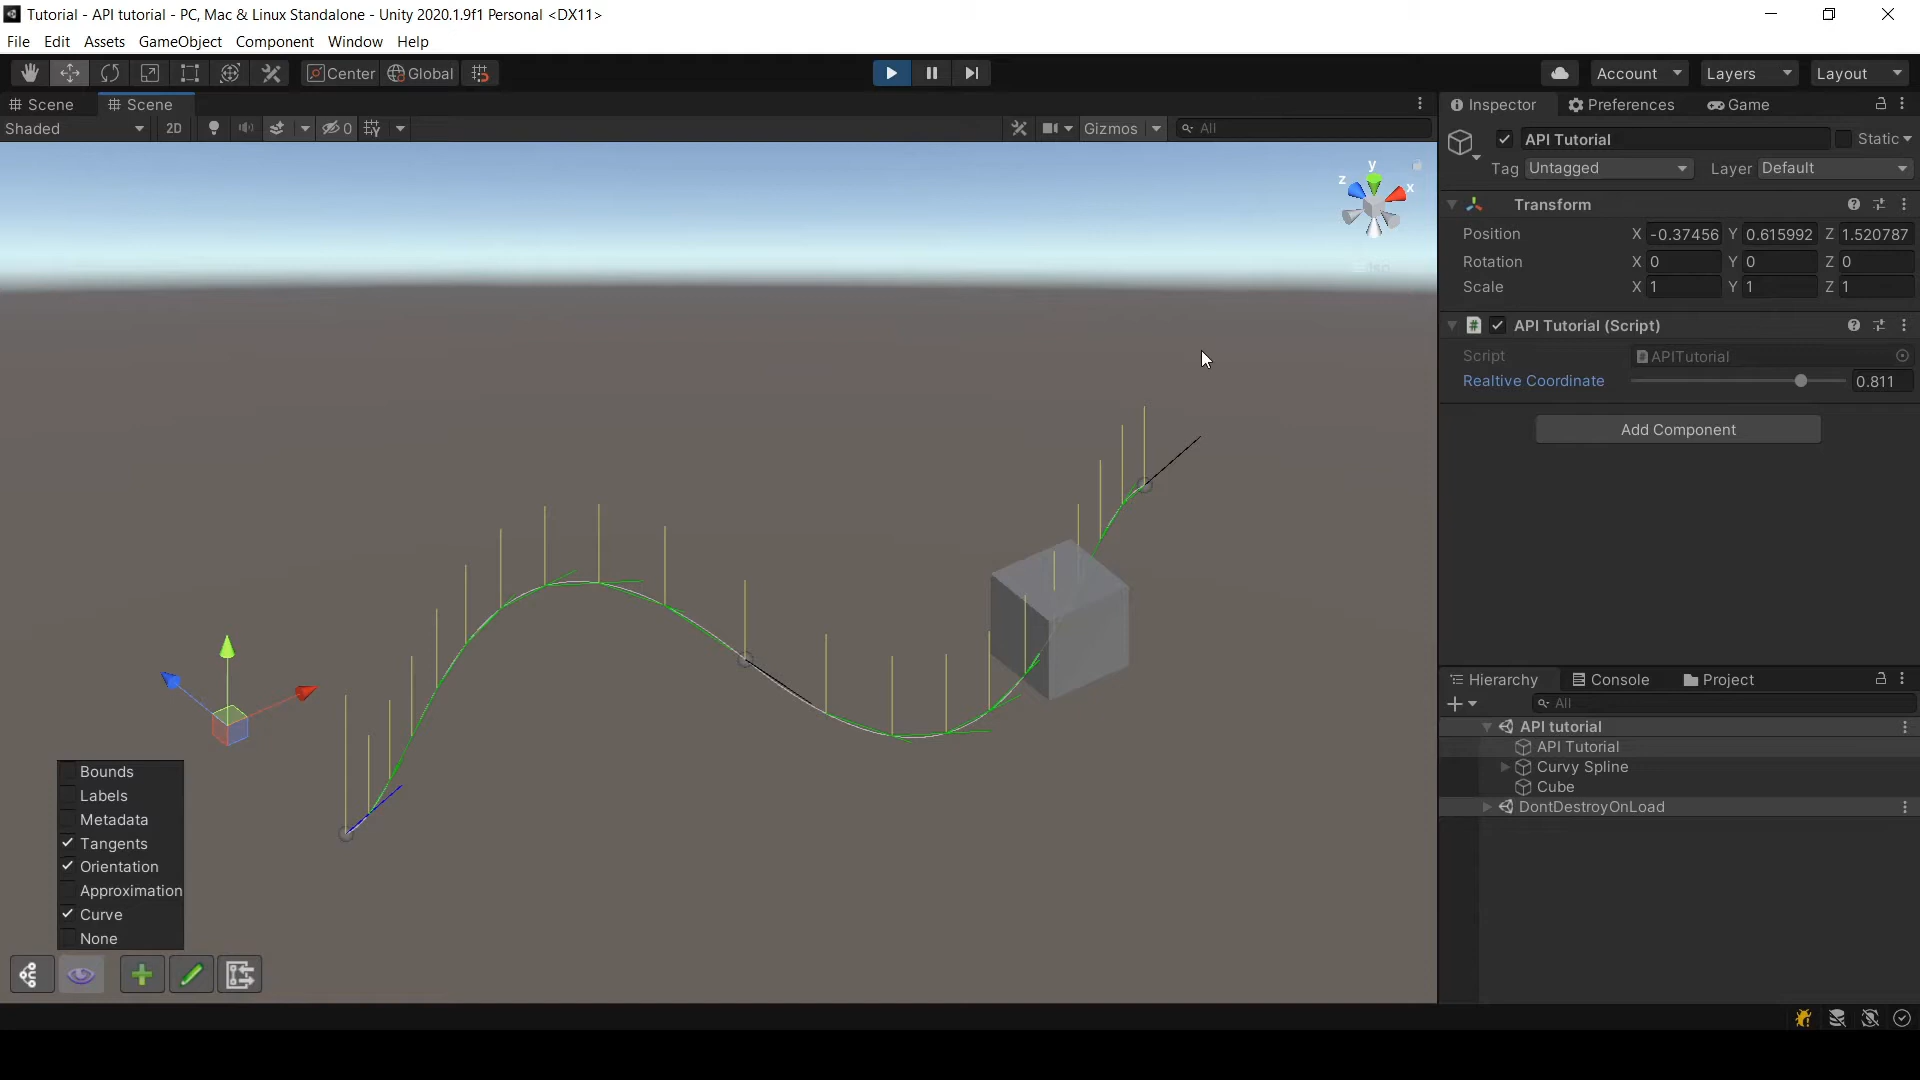 Tutorial - API tutorial - PC, Mac & Linux Standalone - Unity 2020.1.9f1 Personal <DX11>
File Edit Assets GameObject Component Window Help
Center Global Account Layers Layout
Scene Scene Inspector Preferences Game
Shaded 2D 0 Gizmos All
API Tutorial Static
Tag Untagged Layer Default
Transform
Position X -0.37456 Y 0.615992 Z 1.520787
Rotation X 0 Y 0 Z 0
Scale X 1 Y 1 Z 1
API Tutorial (Script)
Script APITutorial
Realtive Coordinate 0.811
Add Component
y
z x
Bounds
Labels
Metadata
Tangents
Orientation
Approximation
Curve
None
Hierarchy Console Project
All
API tutorial
API Tutorial
Curvy Spline
Cube
DontDestroyOnLoad